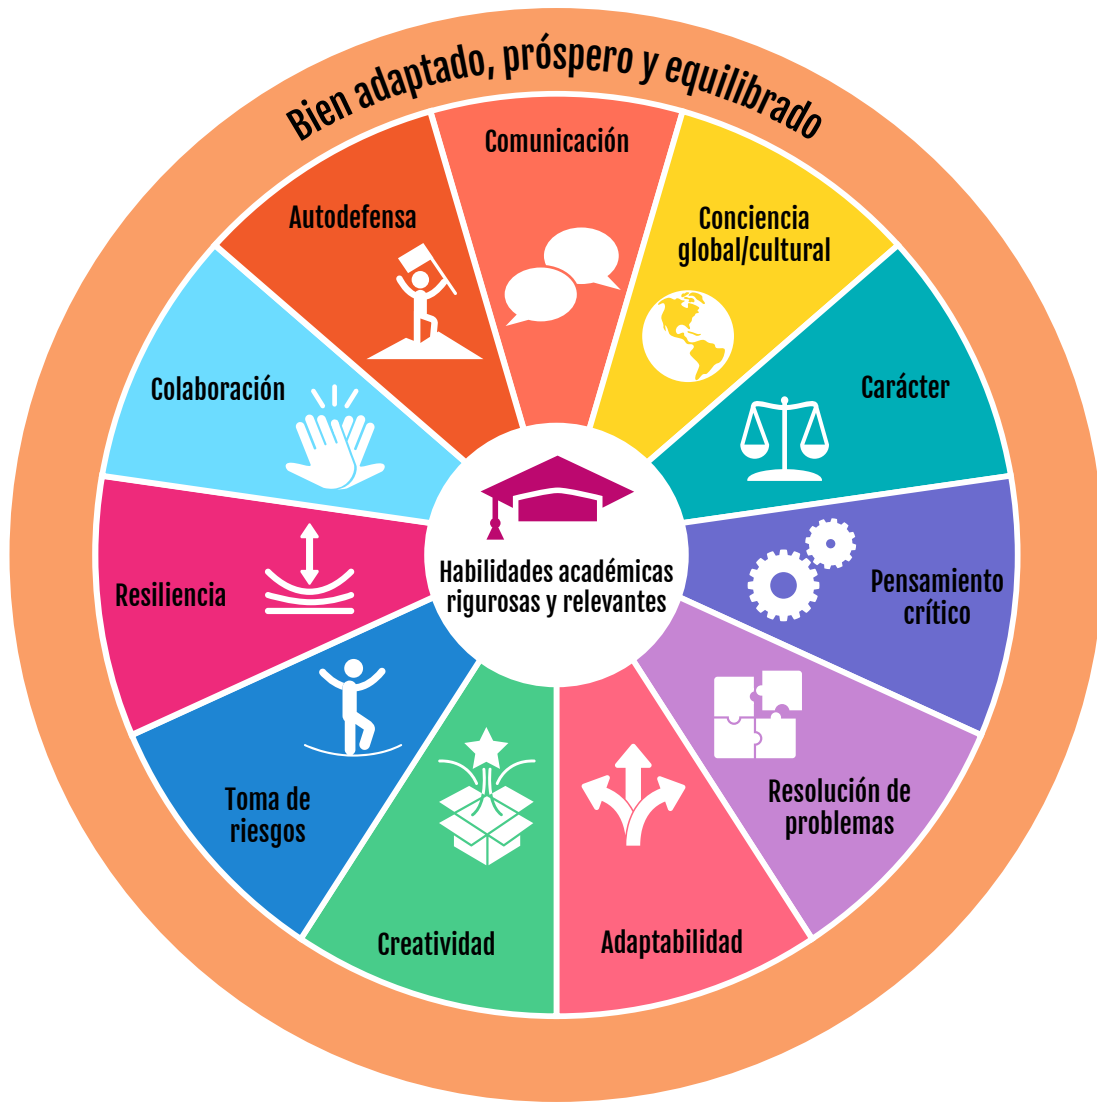 Bien adaptado, próspero y equilibrado
Comunicación
Conciencia
global/cultural
Carácter
Pensamiento
crítico
Resolución de
problemas
Adaptabilidad
Creatividad
Toma de
riesgos
Resiliencia
Colaboración
Autodefensa
Habilidades académicas
rigurosas y relevantes